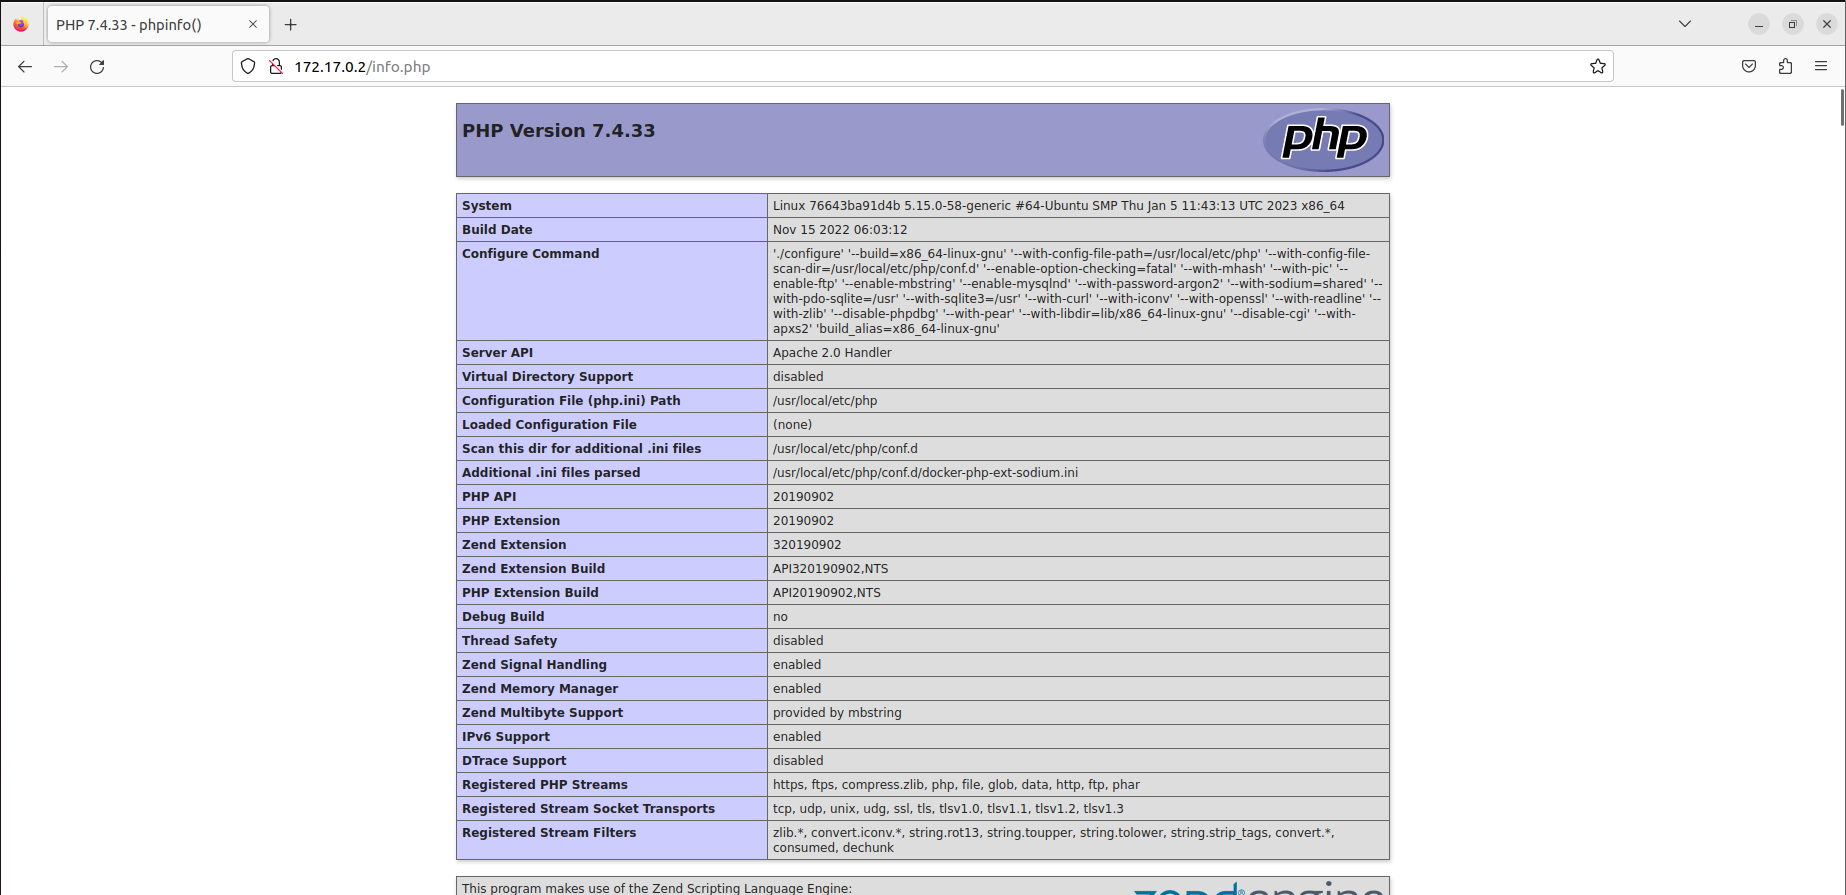 PHP 7.4.33 - phpinfo()
172.17.0.2/info.php
PHP Version 7.4.33
php
System Linux 76643ba91d4b 5.15.0-58-generic #64-Ubuntu SMP Thu Jan 5 11:43:13 UTC 2023 x86_64
Build Date Nov 15 2022 06:03:12
Configure Command './configure' '--build=x86_64-linux-gnu' '--with-config-file-path=/usr/local/etc/php' '--with-config-file-
scan-dir=/usr/local/etc/php/conf.d' '--enable-option-checking=fatal' '--with-mhash' '--with-pic' '--
enable-ftp' '--enable-mbstring' '--enable-mysqlnd' '--with-password-argon2' '--with-sodium=shared' '--
with-pdo-sqlite=/usr' '--with-sqlite3=/usr' '--with-curl' '--with-iconv' '--with-openssl' '--with-readline' '--
with-zlib' '--disable-phpdbg' '--with-pear' '--with-libdir=lib/x86_64-linux-gnu' '--disable-cgi' '--with-
apxs2' 'build_alias=x86_64-linux-gnu'
Server API Apache 2.0 Handler
Virtual Directory Support disabled
Configuration File (php.ini) Path /usr/local/etc/php
Loaded Configuration File (none)
Scan this dir for additional .ini files /usr/local/etc/php/conf.d
Additional .ini files parsed /usr/local/etc/php/conf.d/docker-php-ext-sodium.ini
PHP API 20190902
PHP Extension 20190902
Zend Extension 320190902
Zend Extension Build API320190902,NTS
PHP Extension Build API20190902,NTS
Debug Build no
Thread Safety disabled
Zend Signal Handling enabled
Zend Memory Manager enabled
Zend Multibyte Support provided by mbstring
IPv6 Support enabled
DTrace Support disabled
Registered PHP Streams https, ftps, compress.zlib, php, file, glob, data, http, ftp, phar
Registered Stream Socket Transports tcp, udp, unix, udg, ssl, tls, tlsv1.0, tlsv1.1, tlsv1.2, tlsv1.3
Registered Stream Filters zlib.*, convert.iconv.*, string.rot13, string.toupper, string.tolower, string.strip_tags, convert.*,
consumed, dechunk
This program makes use of the Zend Scripting Language Engine:
zend engine